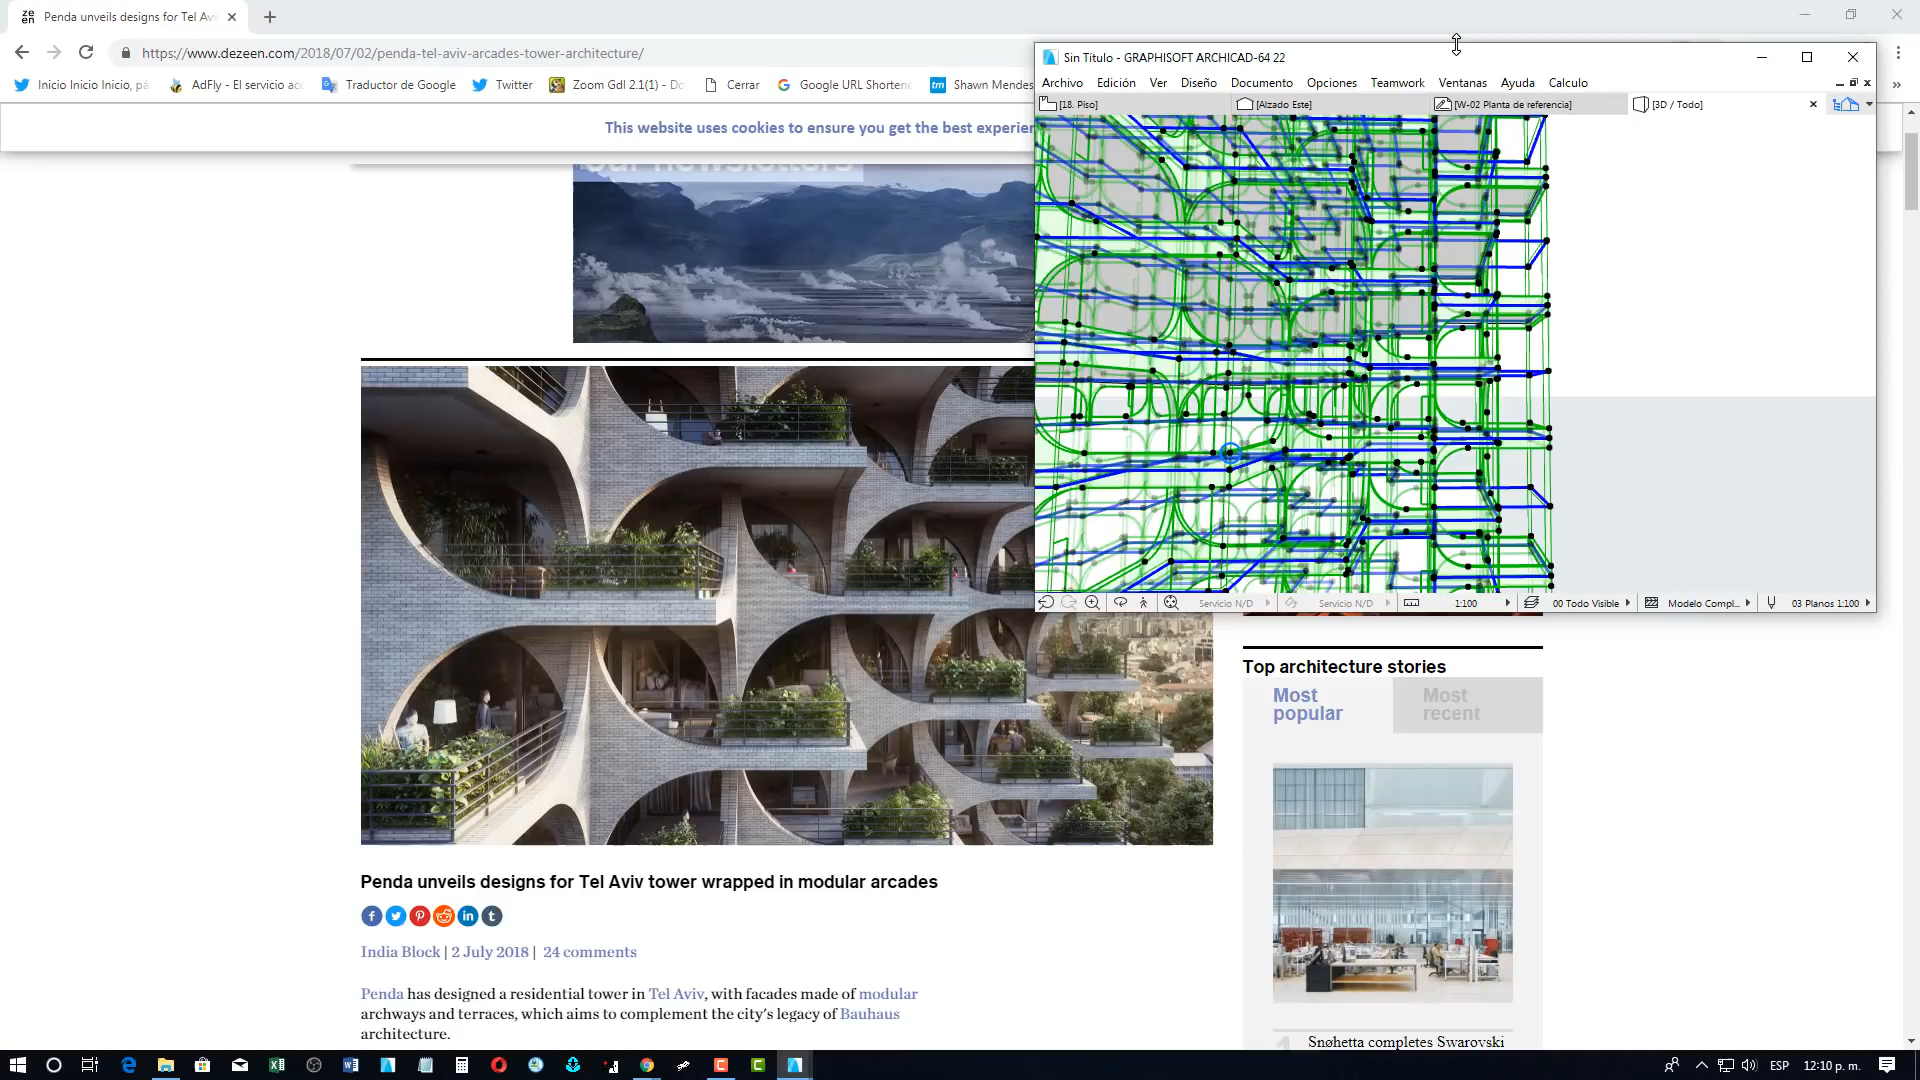 Penda unveils designs for Tel Av
https://www.dezeen.com/2018/07/02/penda-tel-aviv-arcades-tower-architecture/
Inicio Inicio Inicio, pá
AdFly - El servicio ac
Traductor de Google
Twitter
Zoom Gdl 2.1(1) - Do
Cerrar
Google URL Shortene
Shawn Mendes
This website uses cookies to ensure you get the best experien
our newsletters
Sin Título - GRAPHISOFT ARCHICAD-64 22
Archivo Edición Ver Diseño Documento Opciones Teamwork Ventanas Ayuda Calculo
[18. Piso]
[Alzado Este]
[W-02 Planta de referencia]
[3D / Todo]
Servicio N/D
Servicio N/D
1:100
00 Todo Visible
Modelo Compl...
03 Planos 1:100
Top architecture stories
Most popular
Most recent
Penda unveils designs for Tel Aviv tower wrapped in modular arcades
India Block | 2 July 2018 | 24 comments
Penda has designed a residential tower in Tel Aviv, with facades made of modular
archways and terraces, which aims to complement the city's legacy of Bauhaus
architecture.
Snøhetta completes Swarovski
ESP
12:10 p. m.